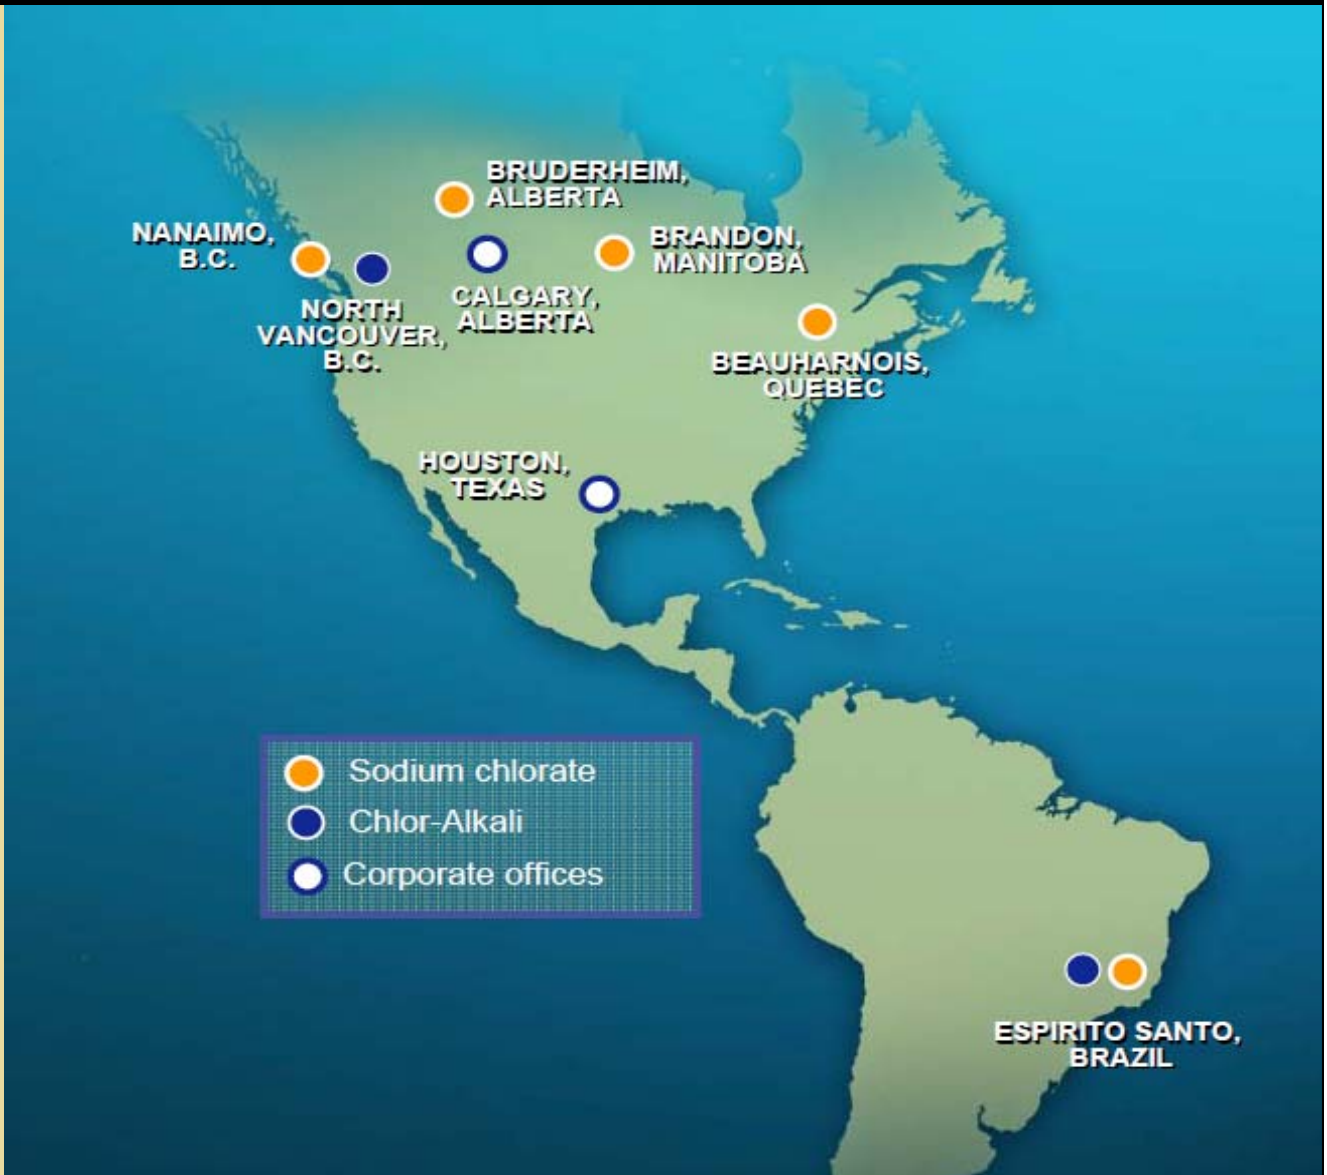 BRUDERHEIM,
ALBERTA
NANAIMO,
B.C.
BRANDON,
MANITOBA
NORTH
VANCOUVER,
B.C.
CALGARY,
ALBERTA
BEAUHARNOIS,
QUEBEC
HOUSTON,
TEXAS
Sodium chlorate
Chlor-Alkali
Corporate offices
ESPIRITO SANTO,
BRAZIL